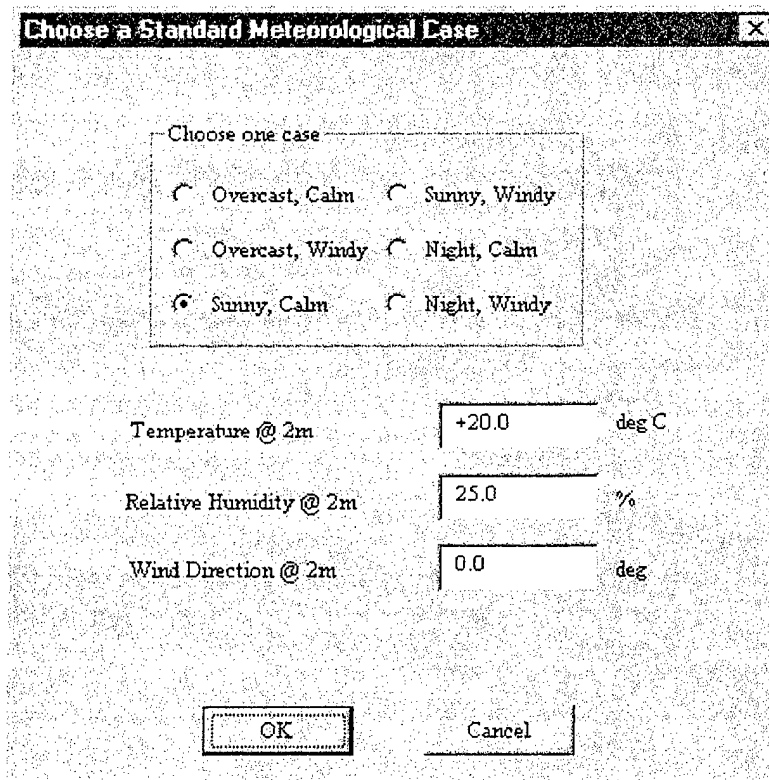 Choose a Standard Meteorological Case
Choose one case
Overcast, Calm
Sunny, Windy
Overcast, Windy
Night, Calm
Sunny, Calm
Night, Windy
Temperature @ 2m +20.0 deg C
Relative Humidity @ 2m 25.0 %
Wind Direction @ 2m 0.0 deg
OK Cancel